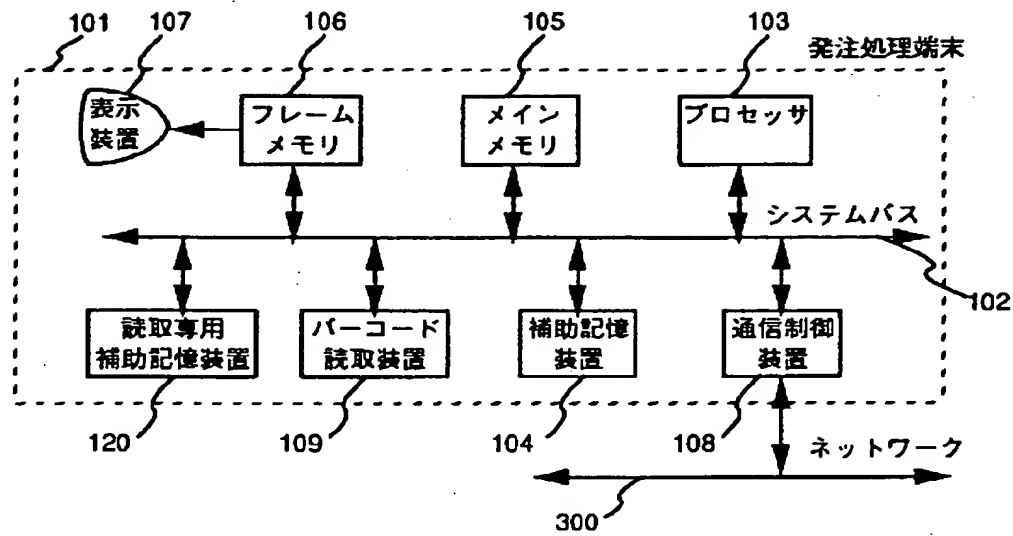 107
101
106
105
103
発注処理端末
表示
装置
フレーム
メモリ
メイン
メモリ
プロセッサ
システムバス
102
読取専用
補助記憶装置
バーコード
読取装置
補助記憶
装置
通信制御
装置
120
109
104
108
ネットワーク
300